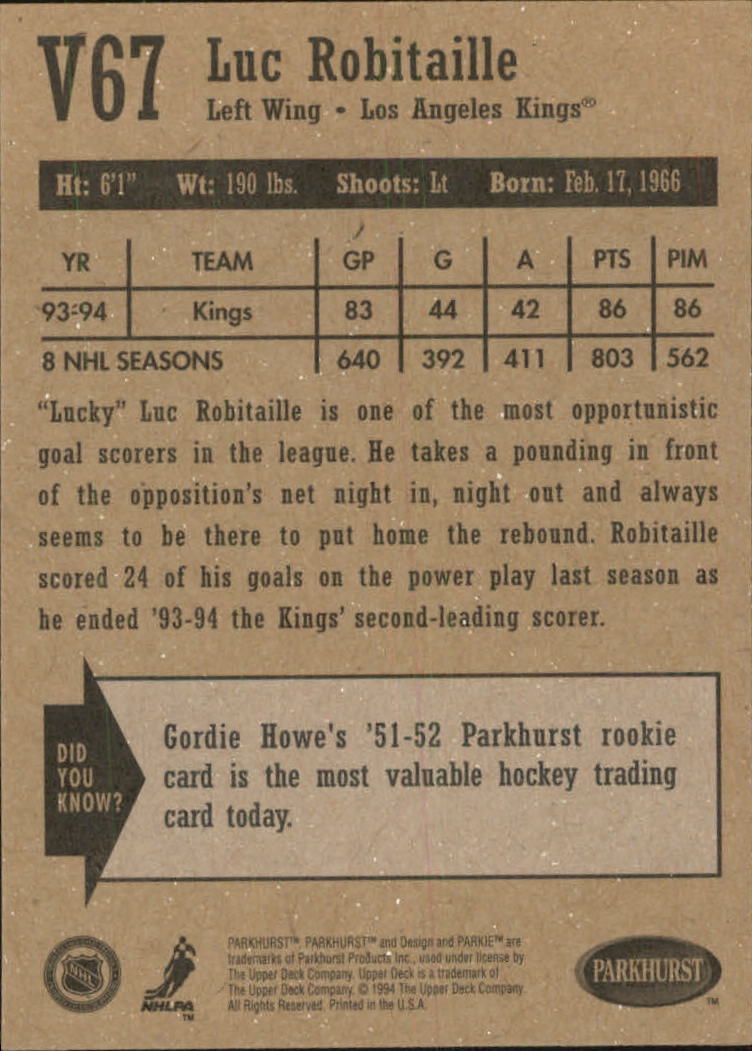 V67
Luc Robitaille
Left Wing • Los Angeles Kings®
Ht: 6'1" Wt: 190 lbs. Shoots: Lt Born: Feb. 17, 1966
YR TEAM GP G A PTS PIM
93-94 Kings 83 44 42 86 86
8 NHL SEASONS 640 392 411 803 562
"Lucky" Luc Robitaille is one of the most opportunistic
goal scorers in the league. He takes a pounding in front
of the opposition's net night in, night out and always
seems to be there to put home the rebound. Robitaille
scored 24 of his goals on the power play last season as
he ended '93-94 the Kings' second-leading scorer.
DID
YOU
KNOW?
Gordie Howe's '51-52 Parkhurst rookie
card is the most valuable hockey trading
card today.
NHL
NHLPA
TM
PARKHURST™, PARKHURST™ and Design and PARKIE™ are
trademarks of Parkhurst Products Inc., used under license by
The Upper Deck Company. Upper Deck is a trademark of
The Upper Deck Company. © 1994 The Upper Deck Company.
All Rights Reserved. Printed in the U.S.A.
PARKHURST
TM